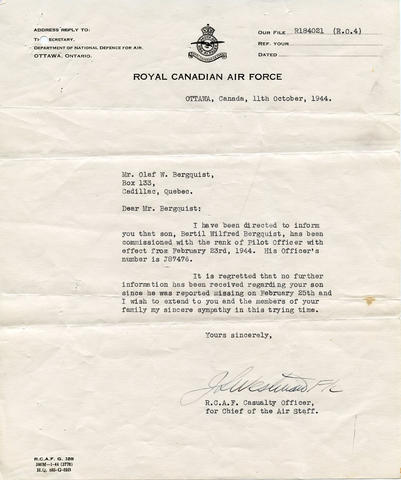 ADDRESS REPLY TO:
THE SECRETARY,
DEPARTMENT OF NATIONAL DEFENCE FOR AIR,
OTTAWA, ONTARIO.
OUR FILE R184021 (R.O.4)
REF. YOUR
DATED
ROYAL CANADIAN AIR FORCE
OTTAWA, Canada, 11th October, 1944.
Mr. Olaf W. Bergquist,
Box 133,
Cadillac, Quebec.
Dear Mr. Bergquist:
I have been directed to inform
you that son, Bertil Wilfred Bergquist, has been
commissioned with the rank of Pilot Officer with
effect from February 23rd, 1944. His Officer's
number is J87476.
It is regretted that no further
information has been received regarding your son
since he was reported missing on February 25th and
I wish to extend to you and the members of your
family my sincere sympathy in this trying time.
Yours sincerely,
R.C.A.F. Casualty Officer,
for Chief of the Air Staff.
R.C.A.F. G. 32B